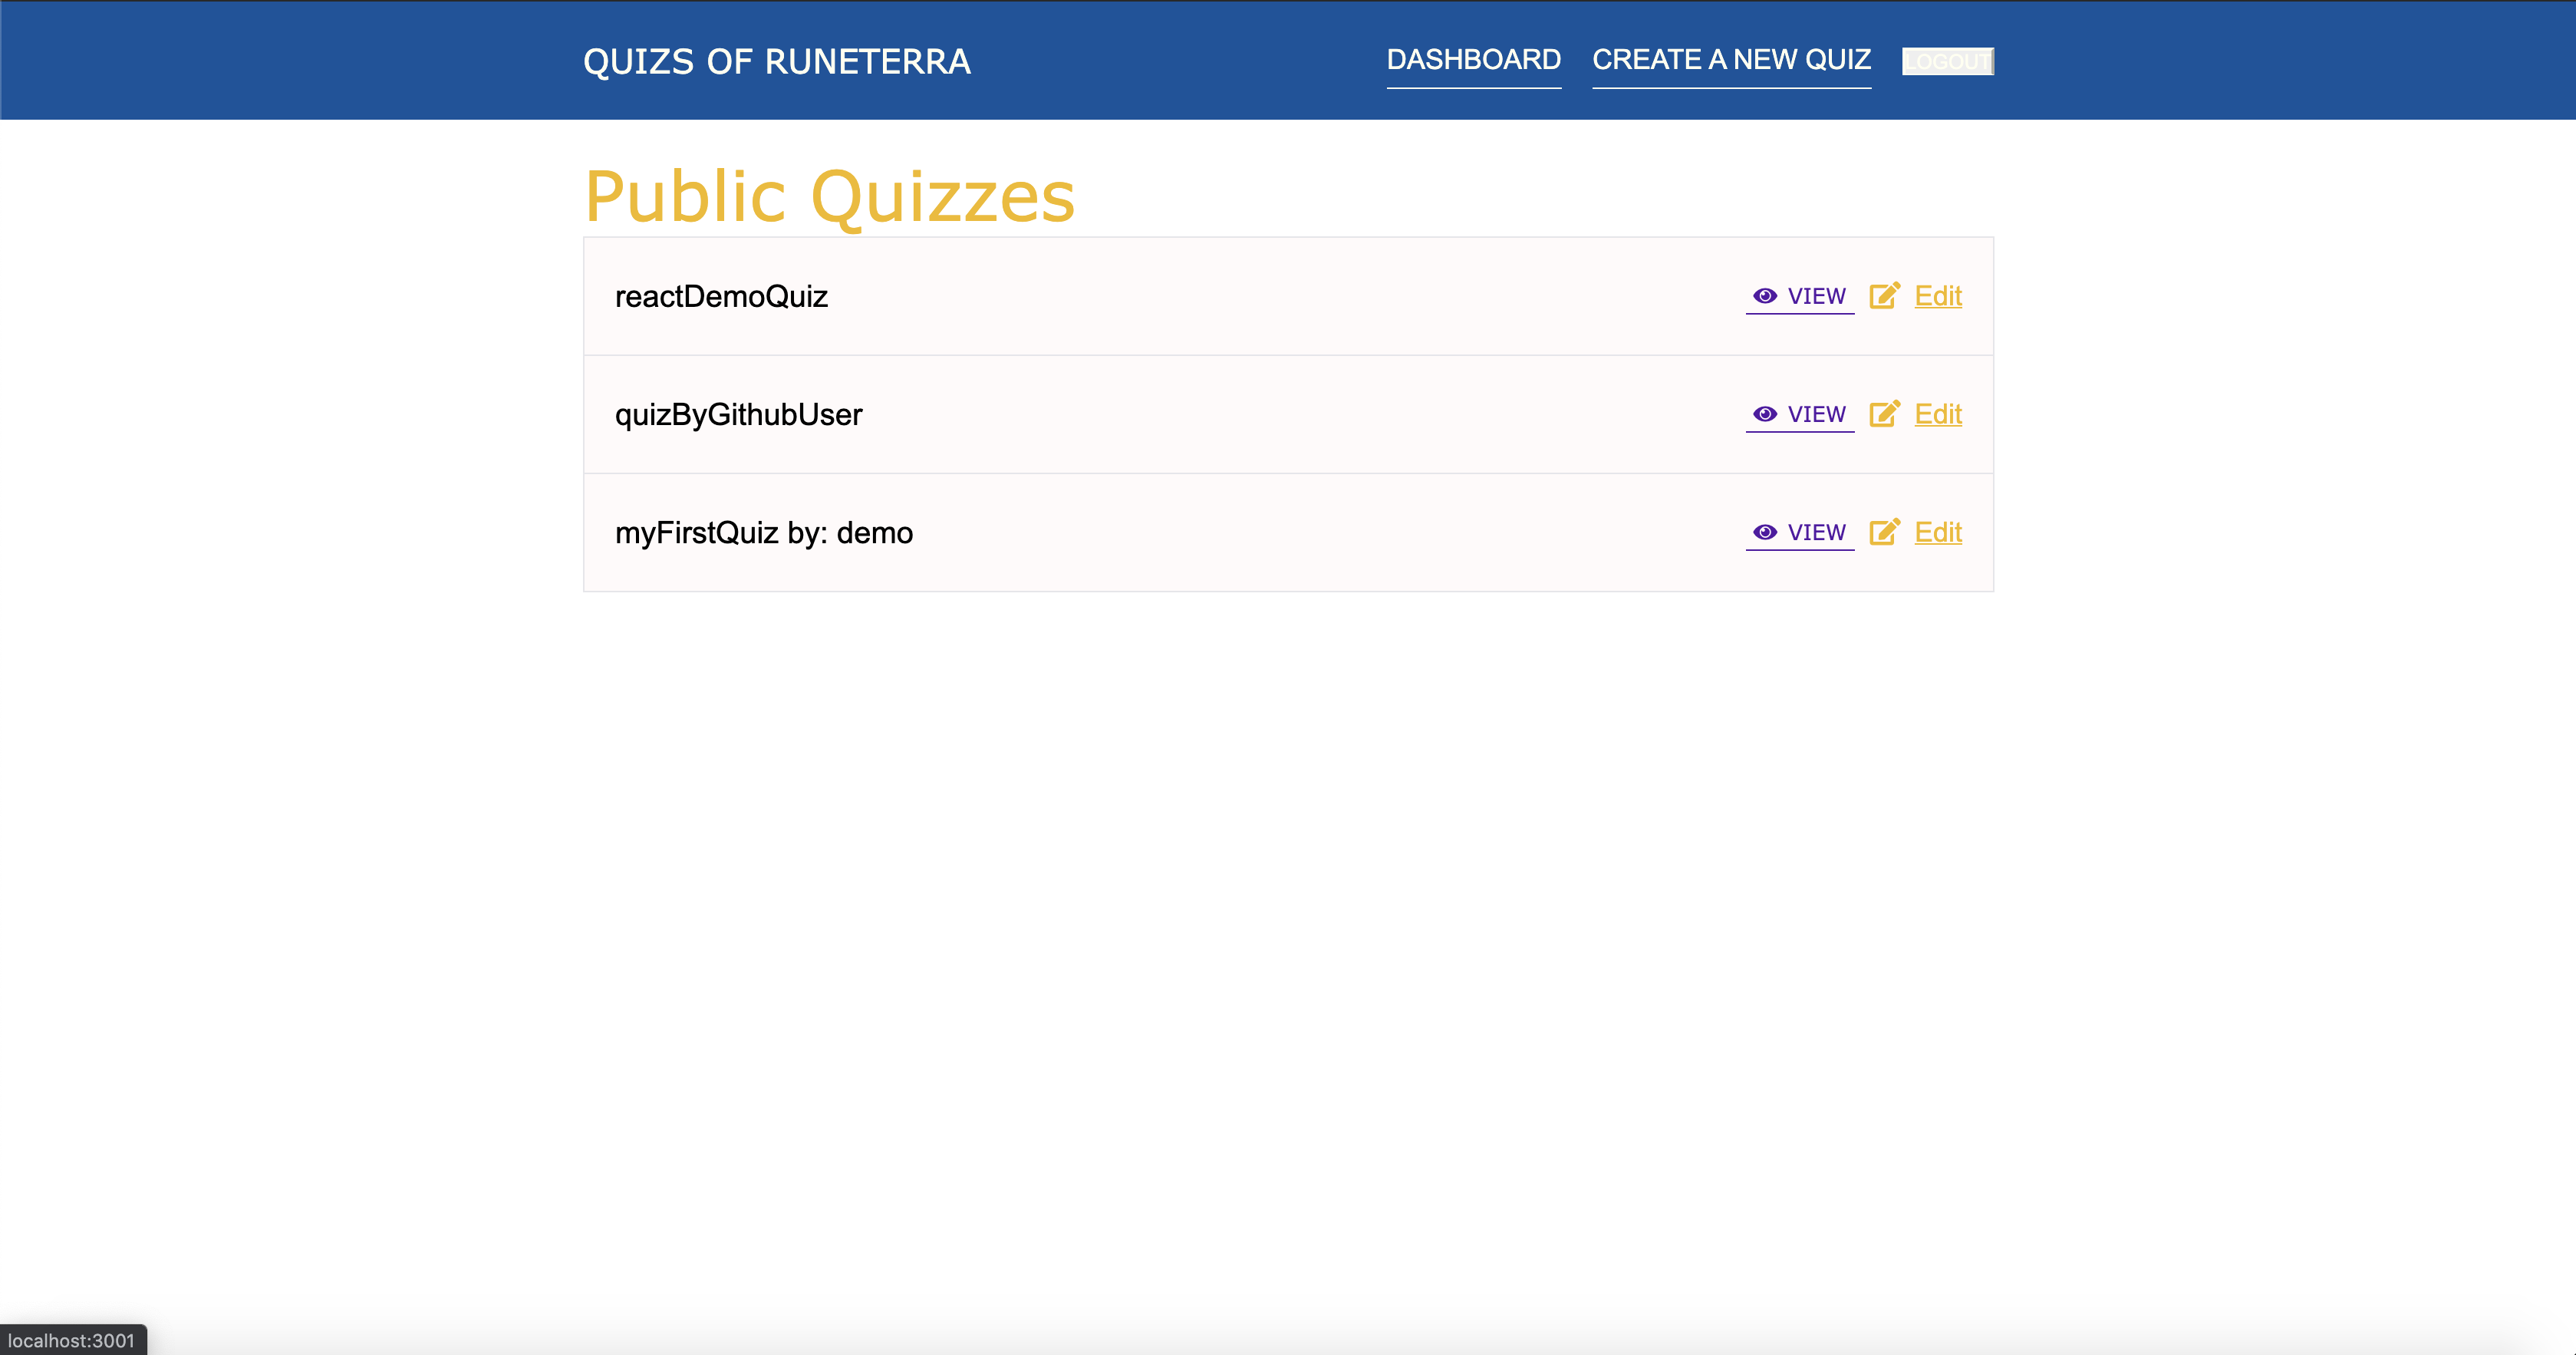 QUIZS OF RUNETERRA DASHBOARD CREATE A NEW QUIZ LOGOUT
Public Quizzes
reactDemoQuiz VIEW Edit
quizByGithubUser VIEW Edit
myFirstQuiz by: demo VIEW Edit
localhost:3001